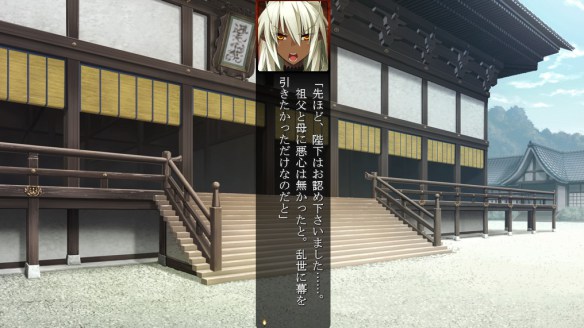 「先ほど、陛下はお認め下さいました……。
祖父と母に悪心は無かったと。乱世に幕を
引きたかっただけなのだと」